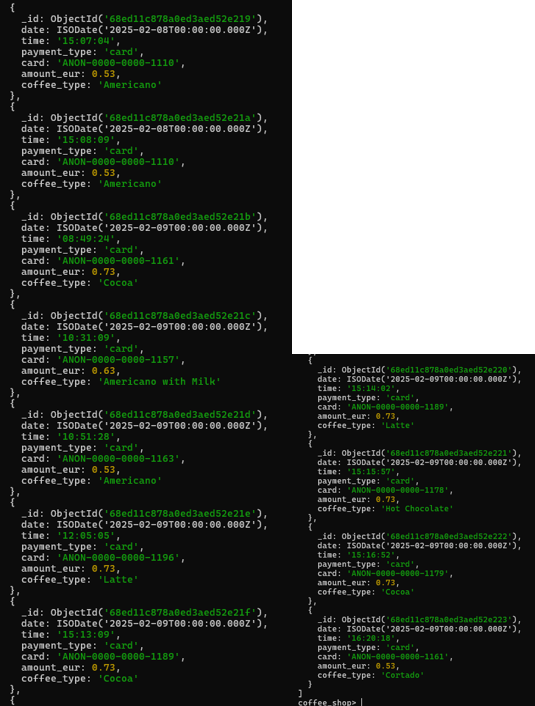 {
_id: ObjectId('68ed11c878a0ed3aed52e219'),
date: ISODate('2025-02-08T00:00:00.000Z'),
time: '15:07:04',
payment_type: 'card',
card: 'ANON-0000-0000-1110',
amount_eur: 0.53,
coffee_type: 'Americano'
},
{
_id: ObjectId('68ed11c878a0ed3aed52e21a'),
date: ISODate('2025-02-08T00:00:00.000Z'),
time: '15:08:09',
payment_type: 'card',
card: 'ANON-0000-0000-1110',
amount_eur: 0.53,
coffee_type: 'Americano'
},
{
_id: ObjectId('68ed11c878a0ed3aed52e21b'),
date: ISODate('2025-02-09T00:00:00.000Z'),
time: '08:49:24',
payment_type: 'card',
card: 'ANON-0000-0000-1161',
amount_eur: 0.73,
coffee_type: 'Cocoa'
},
{
_id: ObjectId('68ed11c878a0ed3aed52e21c'),
date: ISODate('2025-02-09T00:00:00.000Z'),
time: '10:31:09',
payment_type: 'card',
card: 'ANON-0000-0000-1157',
amount_eur: 0.63,
coffee_type: 'Americano with Milk'
},
{
_id: ObjectId('68ed11c878a0ed3aed52e21d'),
date: ISODate('2025-02-09T00:00:00.000Z'),
time: '10:51:28',
payment_type: 'card',
card: 'ANON-0000-0000-1163',
amount_eur: 0.53,
coffee_type: 'Americano'
},
{
_id: ObjectId('68ed11c878a0ed3aed52e21e'),
date: ISODate('2025-02-09T00:00:00.000Z'),
time: '12:05:05',
payment_type: 'card',
card: 'ANON-0000-0000-1196',
amount_eur: 0.73,
coffee_type: 'Latte'
},
{
_id: ObjectId('68ed11c878a0ed3aed52e21f'),
date: ISODate('2025-02-09T00:00:00.000Z'),
time: '15:13:09',
payment_type: 'card',
card: 'ANON-0000-0000-1189',
amount_eur: 0.73,
coffee_type: 'Cocoa'
},
{
{
_id: ObjectId('68ed11c878a0ed3aed52e220'),
date: ISODate('2025-02-09T00:00:00.000Z'),
time: '15:14:02',
payment_type: 'card',
card: 'ANON-0000-0000-1189',
amount_eur: 0.73,
coffee_type: 'Latte'
},
{
_id: ObjectId('68ed11c878a0ed3aed52e221'),
date: ISODate('2025-02-09T00:00:00.000Z'),
time: '15:15:57',
payment_type: 'card',
card: 'ANON-0000-0000-1178',
amount_eur: 0.73,
coffee_type: 'Hot Chocolate'
},
{
_id: ObjectId('68ed11c878a0ed3aed52e222'),
date: ISODate('2025-02-09T00:00:00.000Z'),
time: '15:16:52',
payment_type: 'card',
card: 'ANON-0000-0000-1179',
amount_eur: 0.73,
coffee_type: 'Cocoa'
},
{
_id: ObjectId('68ed11c878a0ed3aed52e223'),
date: ISODate('2025-02-09T00:00:00.000Z'),
time: '16:20:18',
payment_type: 'card',
card: 'ANON-0000-0000-1161',
amount_eur: 0.53,
coffee_type: 'Cortado'
}
]
coffee_shop>